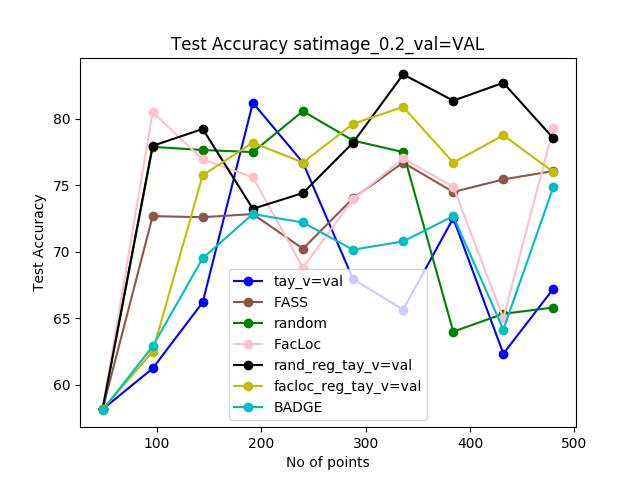 Test Accuracy satimage_0.2_val=VAL
Test Accuracy
80
75
70
65
60
tay_v=val
FASS
random
FacLoc
rand_reg_tay_v=val
facloc_reg_tay_v=val
BADGE
100 200 300 400 500
No of points